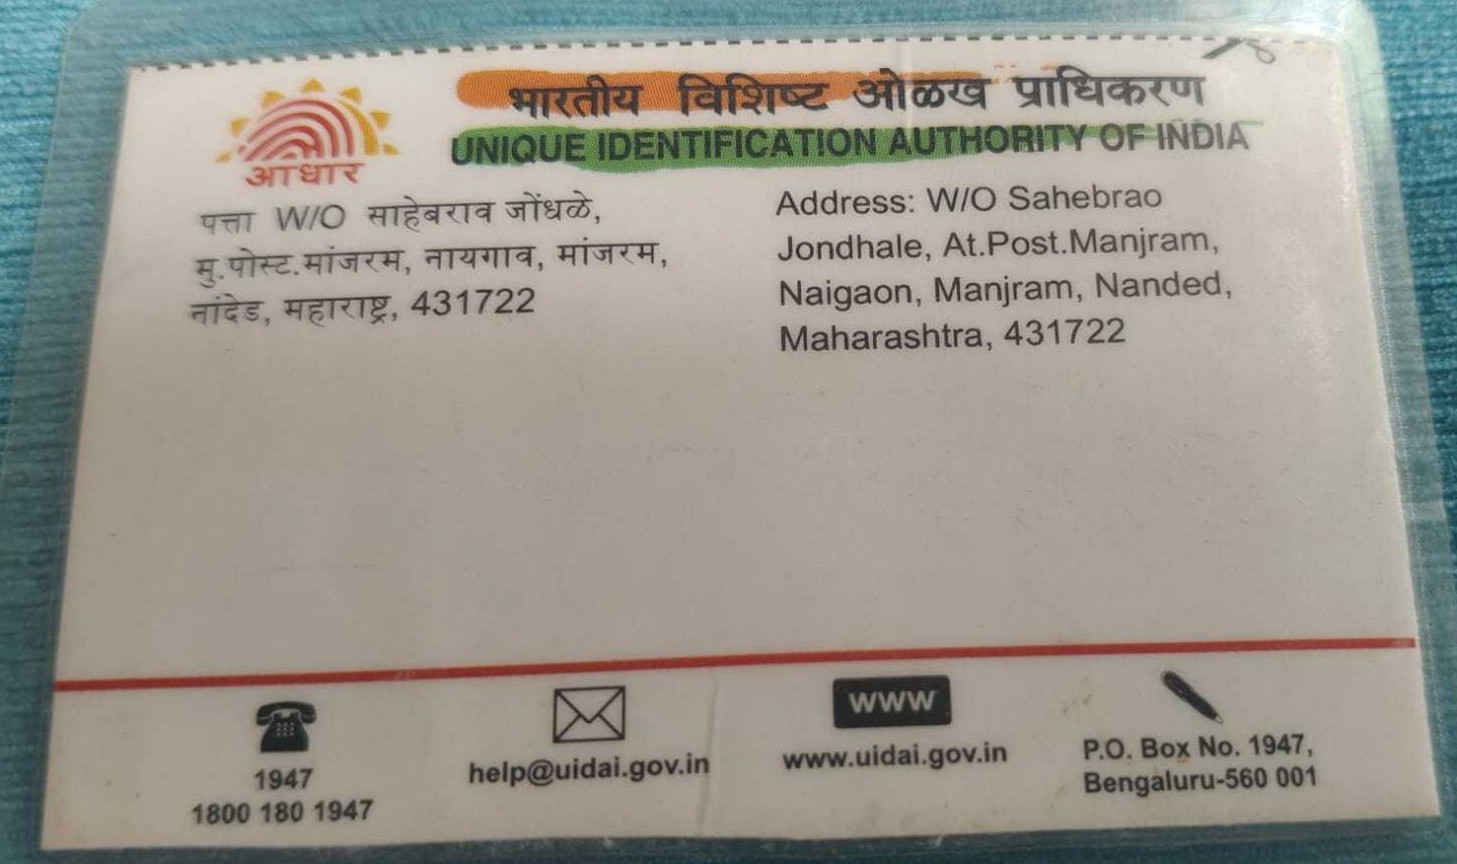 भारतीय विशिष्ट ओळख प्राधिकरण
UNIQUE IDENTIFICATION AUTHORITY OF INDIA
आधार
पत्ता W/O साहेबराव जोंधळे,
मु.पोस्ट.मांजरम, नायगाव, मांजरम,
नांदेड, महाराष्ट्र, 431722
Address: W/O Sahebrao
Jondhale, At.Post.Manjram,
Naigaon, Manjram, Nanded,
Maharashtra, 431722
1947
1800 180 1947
help@uidai.gov.in
www
www.uidai.gov.in
P.O. Box No. 1947,
Bengaluru-560 001